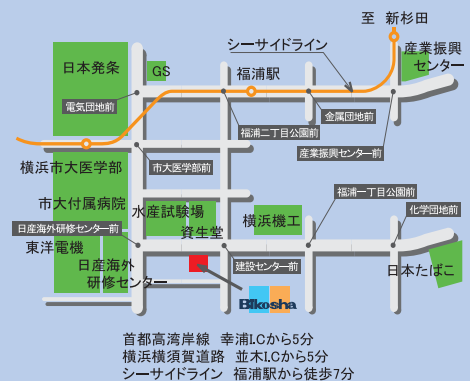 至 新杉田
シーサイドライン
産業振興
センター
日本発条
GS
福浦駅
電気団地前
金属団地前
福浦二丁目公園前
産業振興センター前
横浜市大医学部
市大医学部前
市大付属病院
水産試験場
横浜機工
福浦一丁目公園前
化学団地前
日産海外研修センター前
資生堂
東洋電機
日産海外
研修センター
建設センター前
日本たばこ
Bikosha
首都高湾岸線 幸浦I.Cから5分
横浜横須賀道路 並木I.Cから5分
シーサイドライン 福浦駅から徒歩7分